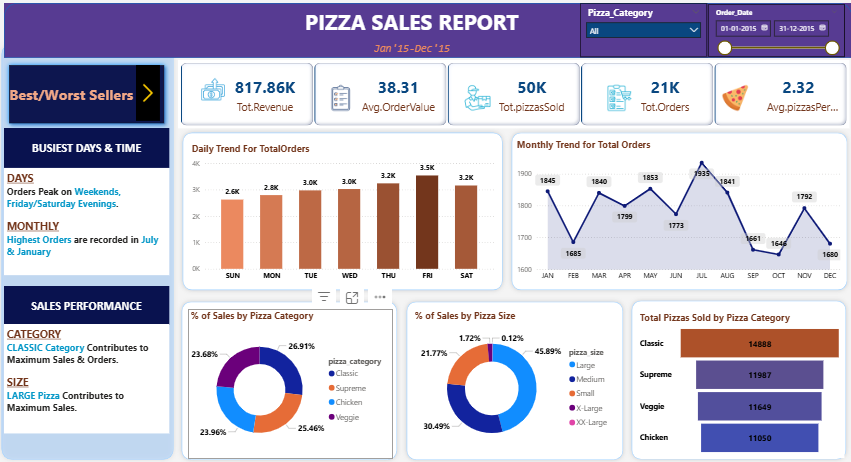 PIZZA SALES REPORT
Jan '15-Dec '15
Pizza_Category
All
Order_Date
01-01-2015
31-12-2015
Best/Worst Sellers
817.86K
Tot.Revenue
38.31
Avg.OrderValue
50K
Tot.pizzasSold
21K
Tot.Orders
2.32
Avg.pizzasPer...
BUSIEST DAYS & TIME
DAYS
Orders Peak on Weekends,
Friday/Saturday Evenings.
MONTHLY
Highest Orders are recorded in July
& January
SALES PERFORMANCE
CATEGORY
CLASSIC Category Contributes to
Maximum Sales & Orders.
SIZE
LARGE Pizza Contributes to
Maximum Sales.
Daily Trend For TotalOrders
4K
3K
2K
1K
0K
2.6K
2.8K
3.0K
3.0K
3.2K
3.5K
3.2K
SUN
MON
TUE
WED
THU
FRI
SAT
Monthly Trend for Total Orders
1900
1800
1700
1600
1845
1685
1840
1799
1853
1773
1935
1841
1661
1646
1792
1680
JAN
FEB
MAR
APR
MAY
JUN
JUL
AUG
SEP
OCT
NOV
DEC
% of Sales by Pizza Category
26.91%
25.46%
23.96%
23.68%
pizza_category
Classic
Supreme
Chicken
Veggie
% of Sales by Pizza Size
1.72%
0.12%
45.89%
30.49%
21.77%
pizza_size
Large
Medium
Small
X-Large
XX-Large
Total Pizzas Sold by Pizza Category
Classic
14888
Supreme
11987
Veggie
11649
Chicken
11050